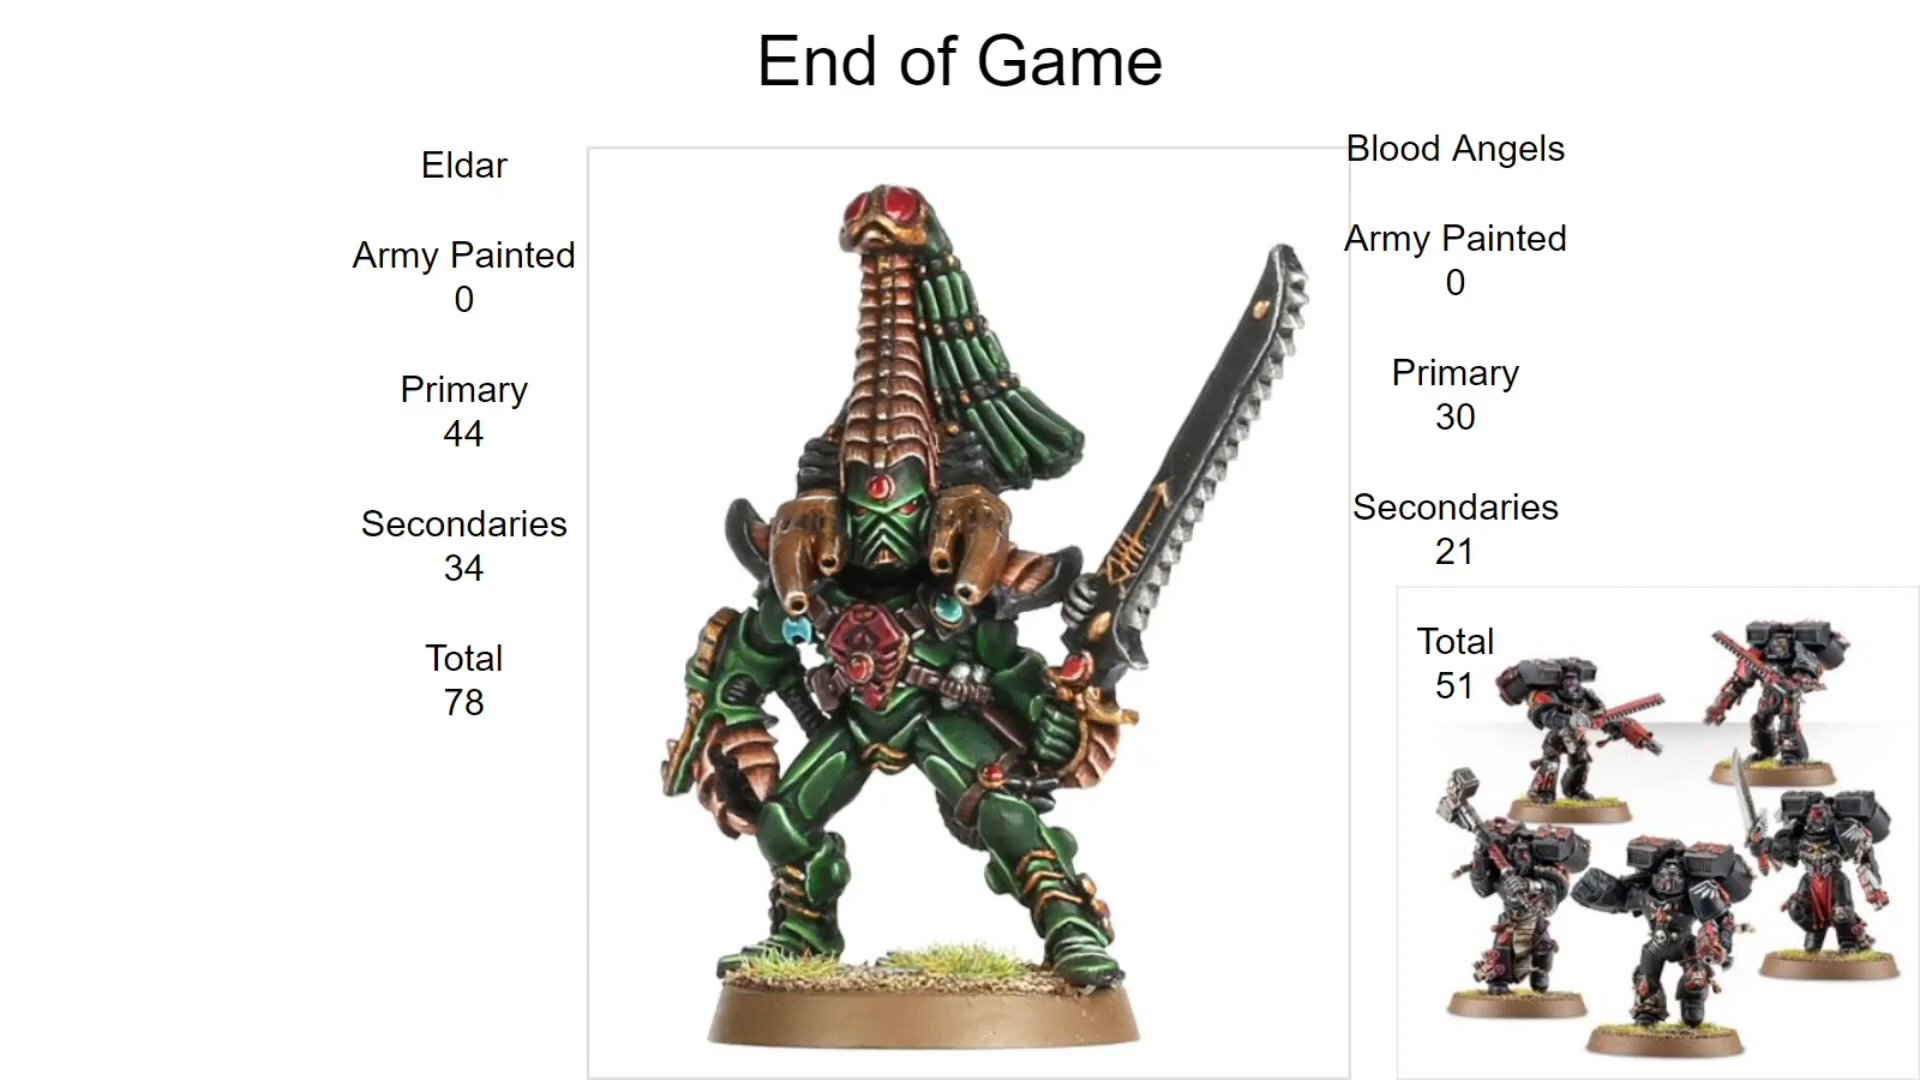 End of Game
Eldar
Army Painted
0
Primary
44
Secondaries
34
Total
78
Blood Angels
Army Painted
0
Primary
30
Secondaries
21
Total
51